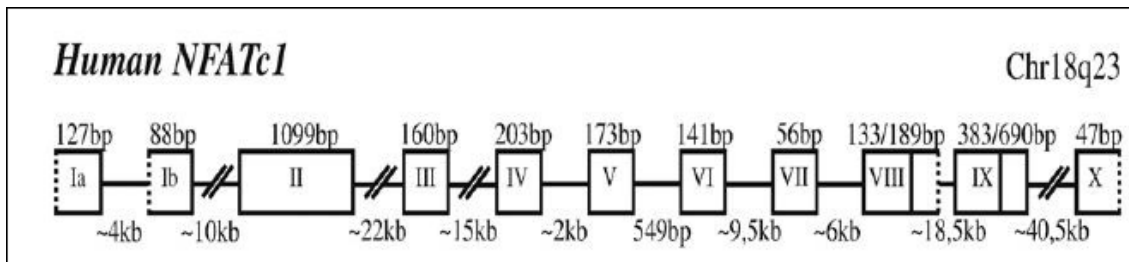 Human NFATc1 Chr18q23
127bp 88bp 1099bp 160bp 203bp 173bp 141bp 56bp 133/189bp 383/690bp 47bp
Ia Ib II III IV V VI VII VIII IX X
~4kb ~10kb ~22kb ~15kb ~2kb 549bp ~9,5kb ~6kb ~18,5kb ~40,5kb